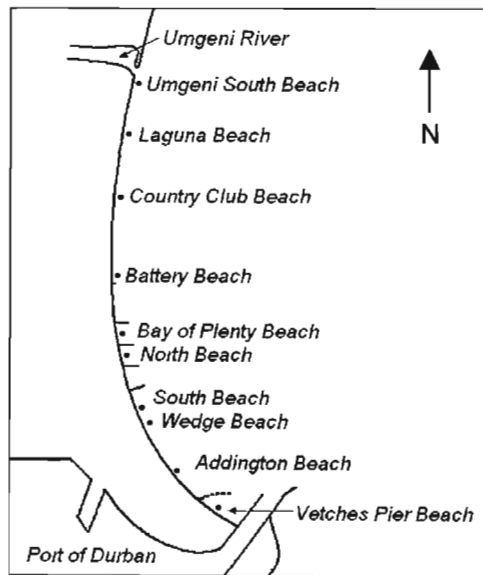 Umgeni River
Umgeni South Beach
Laguna Beach
N
Country Club Beach
Battery Beach
Bay of Plenty Beach
North Beach
South Beach
Wedge Beach
Addington Beach
Vetches Pier Beach
Port of Durban